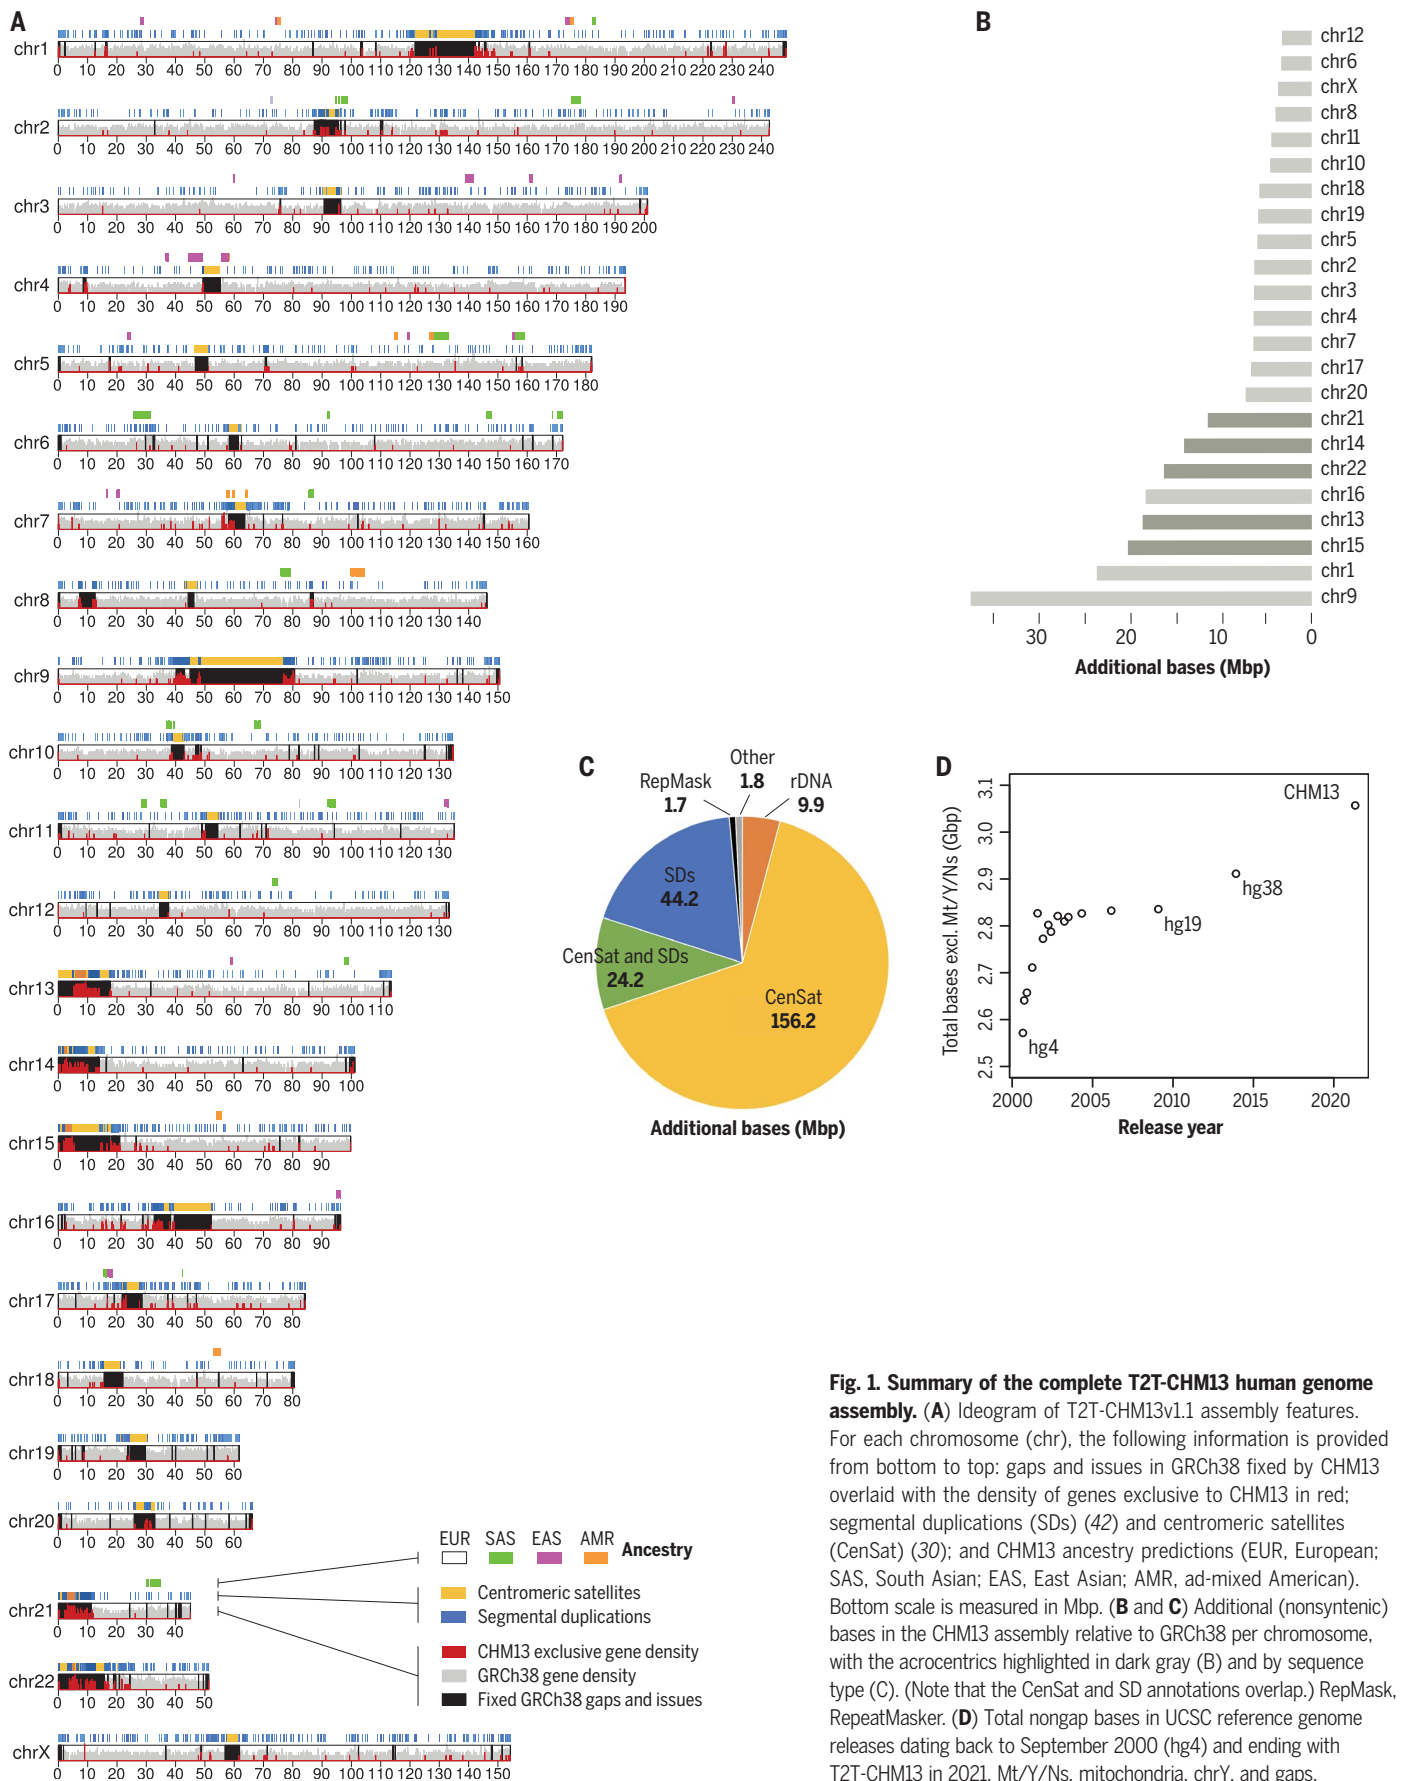 A
chr1
0 10 20 30 40 50 60 70 80 90 100 110 120 130 140 150 160 170 180 190 200 210 220 230 240
chr2
0 10 20 30 40 50 60 70 80 90 100 110 120 130 140 150 160 170 180 190 200 210 220 230 240
chr3
0 10 20 30 40 50 60 70 80 90 100 110 120 130 140 150 160 170 180 190 200
chr4
0 10 20 30 40 50 60 70 80 90 100 110 120 130 140 150 160 170 180 190
chr5
0 10 20 30 40 50 60 70 80 90 100 110 120 130 140 150 160 170 180
chr6
0 10 20 30 40 50 60 70 80 90 100 110 120 130 140 150 160 170
chr7
0 10 20 30 40 50 60 70 80 90 100 110 120 130 140 150 160
chr8
0 10 20 30 40 50 60 70 80 90 100 110 120 130 140
chr9
0 10 20 30 40 50 60 70 80 90 100 110 120 130 140 150
chr10
0 10 20 30 40 50 60 70 80 90 100 110 120 130
chr11
0 10 20 30 40 50 60 70 80 90 100 110 120 130
chr12
0 10 20 30 40 50 60 70 80 90 100 110 120 130
chr13
0 10 20 30 40 50 60 70 80 90 100 110
chr14
0 10 20 30 40 50 60 70 80 90 100
chr15
0 10 20 30 40 50 60 70 80 90
chr16
0 10 20 30 40 50 60 70 80 90
chr17
0 10 20 30 40 50 60 70 80
chr18
0 10 20 30 40 50 60 70 80
chr19
0 10 20 30 40 50 60
chr20
0 10 20 30 40 50 60
chr21
0 10 20 30 40
chr22
0 10 20 30 40 50
chrX
0 10 20 30 40 50 60 70 80 90 100 110 120 130 140 150
EUR SAS EAS AMR Ancestry
Centromeric satellites
Segmental duplications
CHM13 exclusive gene density
GRCh38 gene density
Fixed GRCh38 gaps and issues
B
chr12
chr6
chrX
chr8
chr11
chr10
chr18
chr19
chr5
chr2
chr3
chr4
chr7
chr17
chr20
chr21
chr14
chr22
chr16
chr13
chr15
chr1
chr9
30 20 10 0
Additional bases (Mbp)
C
Other
1.8
RepMask
1.7
rDNA
9.9
SDs
44.2
CenSat and SDs
24.2
CenSat
156.2
Additional bases (Mbp)
D
Total bases excl. Mt/Y/Ns (Gbp)
3.1
3.0
2.9
2.8
2.7
2.6
2.5
CHM13
hg38
hg19
hg4
2000 2005 2010 2015 2020
Release year
Fig. 1. Summary of the complete T2T-CHM13 human genome
assembly. (A) Ideogram of T2T-CHM13v1.1 assembly features.
For each chromosome (chr), the following information is provided
from bottom to top: gaps and issues in GRCh38 fixed by CHM13
overlaid with the density of genes exclusive to CHM13 in red;
segmental duplications (SDs) (42) and centromeric satellites
(CenSat) (30); and CHM13 ancestry predictions (EUR, European;
SAS, South Asian; EAS, East Asian; AMR, ad-mixed American).
Bottom scale is measured in Mbp. (B and C) Additional (nonsyntenic)
bases in the CHM13 assembly relative to GRCh38 per chromosome,
with the acrocentrics highlighted in dark gray (B) and by sequence
type (C). (Note that the CenSat and SD annotations overlap.) RepMask,
RepeatMasker. (D) Total nongap bases in UCSC reference genome
releases dating back to September 2000 (hg4) and ending with
T2T-CHM13 in 2021. Mt/Y/Ns, mitochondria, chrY, and gaps.